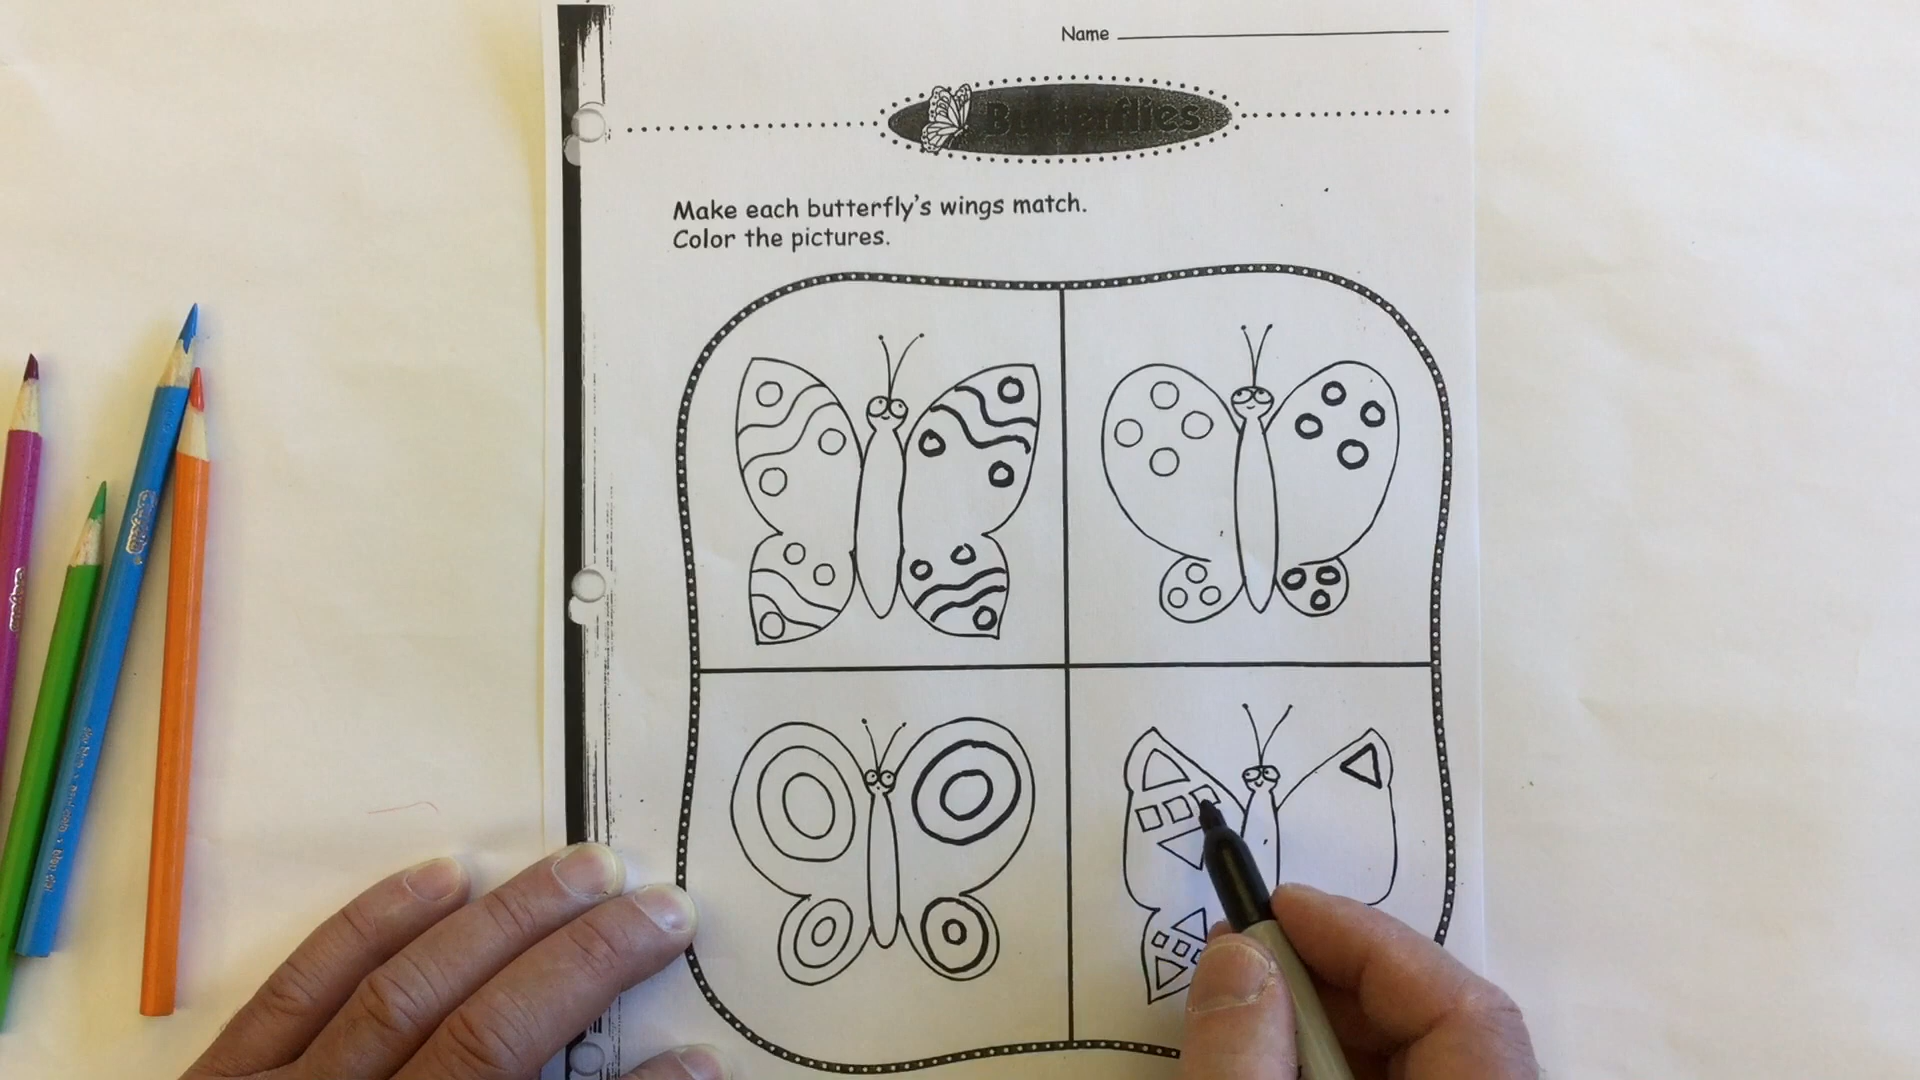 Name
Butterflies
Make each butterfly's wings match.
Color the pictures.